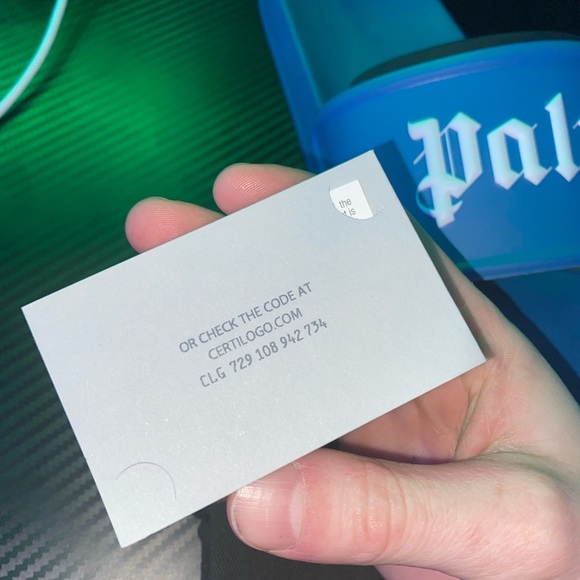 Pal
the
t is
OR CHECK THE CODE AT
CERTILOGO.COM
CLG 729 108 942 734